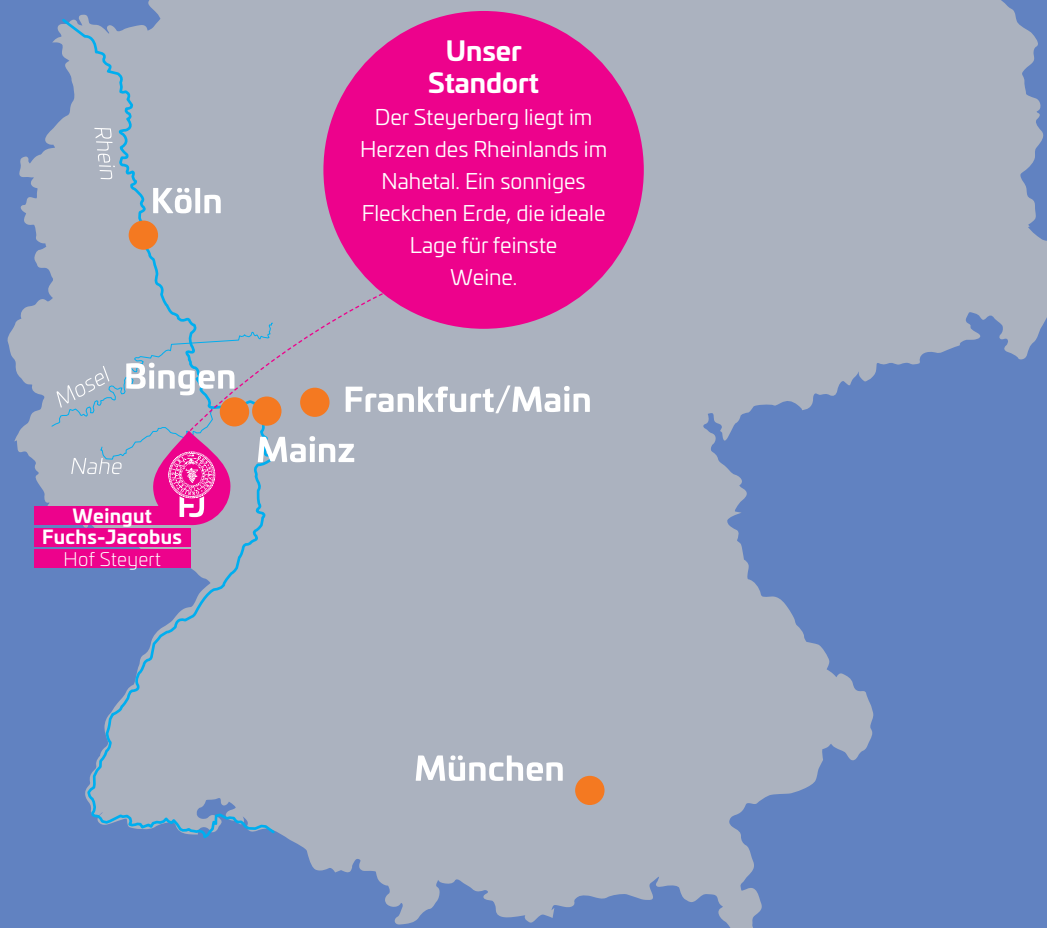 Unser
Standort
Der Steyerberg liegt im
Herzen des Rheinlands im
Nahetal. Ein sonniges
Fleckchen Erde, die ideale
Lage für feinste
Weine.
Rhein
Köln
Mosel
Bingen
Frankfurt/Main
Mainz
Nahe
FJ
Weingut
Fuchs-Jacobus
Hof Steyert
München